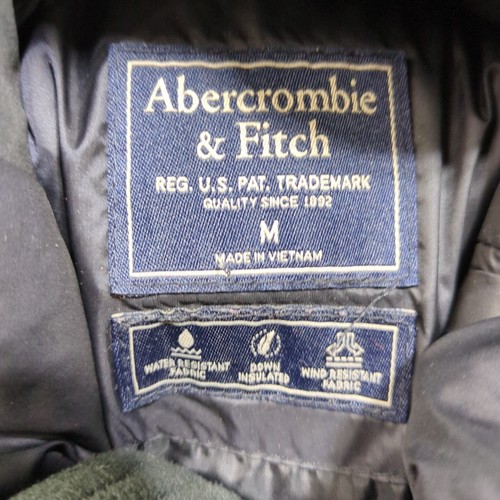 Abercrombie
& Fitch
REG. U.S. PAT. TRADEMARK
QUALITY SINCE 1892
M
MADE IN VIETNAM
WATER RESISTANT
FABRIC
DOWN
INSULATED
WIND RESISTANT
FABRIC